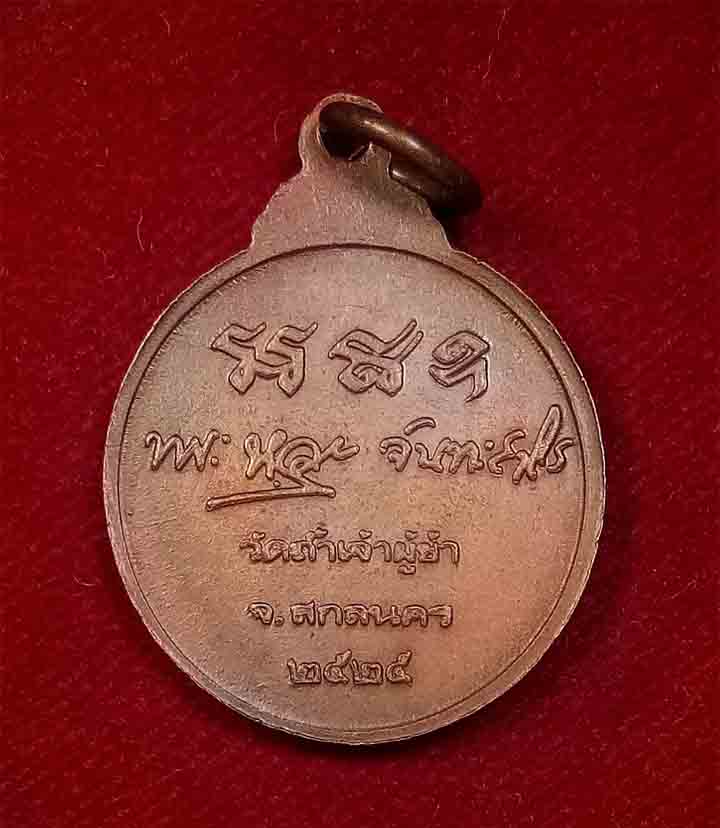 พระ หลุย จันทะสาโร
วัดถ้ำเจ้าผู้ข้า
จ.สกลนคร
๒๕๒๕